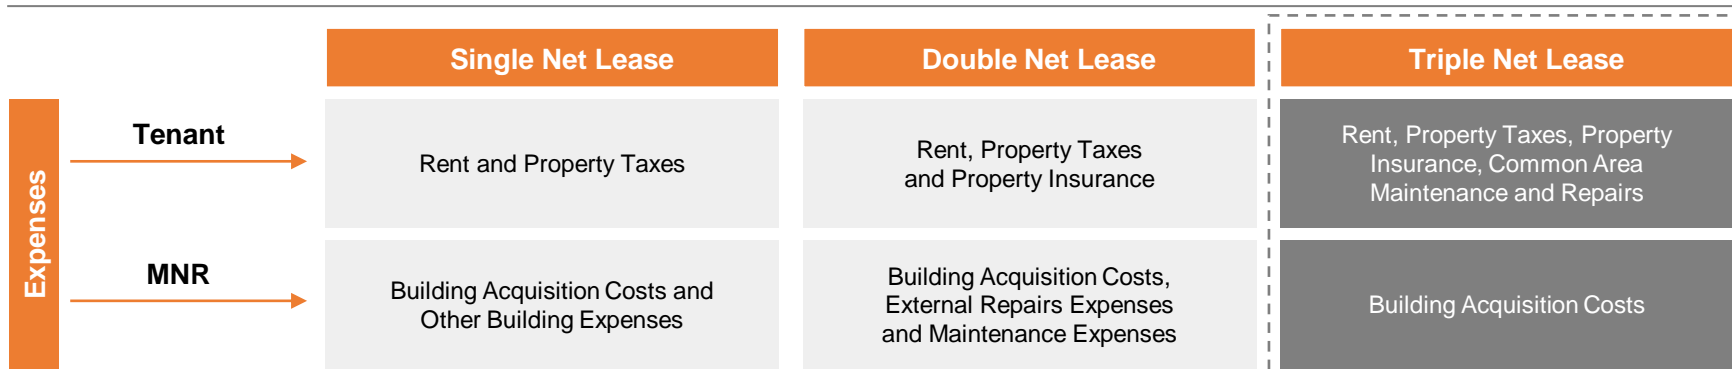 Single Net Lease
Double Net Lease
Triple Net Lease
Expenses
Tenant
Rent and Property Taxes
Rent, Property Taxes
and Property Insurance
Rent, Property Taxes, Property
Insurance, Common Area
Maintenance and Repairs
MNR
Building Acquisition Costs and
Other Building Expenses
Building Acquisition Costs,
External Repairs Expenses
and Maintenance Expenses
Building Acquisition Costs